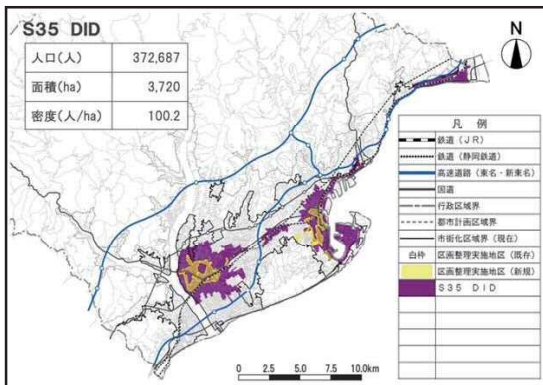 S35 DID
人口(人) 372,687
面積(ha) 3,720
密度(人/ha) 100.2
N
凡例
鉄道(JR)
鉄道(静岡鉄道)
高速道路(東名・新東名)
国道
行政区域界
都市計画区域界
市街化区域界(現在)
白枠 区画整理実施地区(既存)
区画整理実施地区(新規)
S35 DID
0 2.5 5.0 7.5 10.0km